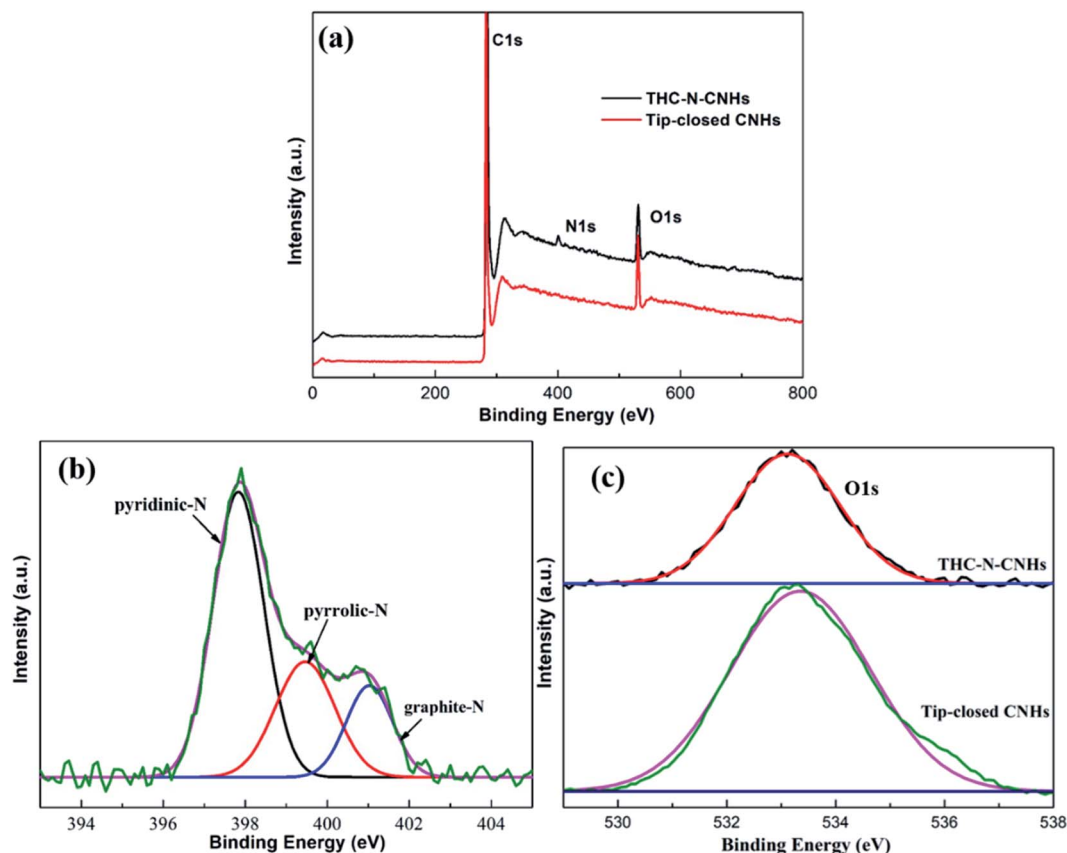 (a)
C1s
THC-N-CNHs
Tip-closed CNHs
N1s
O1s
Intensity (a.u.)
0 200 400 600 800
Binding Energy (eV)
(b)
pyridinic-N
pyrrolic-N
graphite-N
Intensity (a.u.)
394 396 398 400 402 404
Binding Energy (eV)
(c)
O1s
THC-N-CNHs
Tip-closed CNHs
Intensity (a.u.)
530 532 534 536 538
Binding Energy (eV)